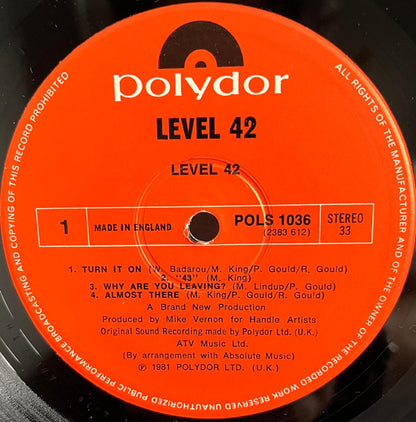 polydor
LEVEL 42
LEVEL 42
1 MADE IN ENGLAND POLS 1036 STEREO
(2383 612) 33
1. TURN IT ON (W. Badarou/M. King/P. Gould/R. Gould)
2. "43" (M. King)
3. WHY ARE YOU LEAVING? (M. Lindup/P. Gould)
4. ALMOST THERE (M. King/P. Gould/R. Gould)
A Brand New Production
Produced by Mike Vernon for Handle Artists
Original Sound Recording made by Polydor Ltd. (U.K.)
ATV Music Ltd.
(By arrangement with Absolute Music)
℗ 1981 POLYDOR LTD. (U.K.)
ALL RIGHTS OF THE MANUFACTURER AND OF THE OWNER OF THE RECORDED WORK RESERVED UNAUTHORIZED PUBLIC PERFORMANCE BROADCASTING AND COPYING OF THIS RECORD PROHIBITED